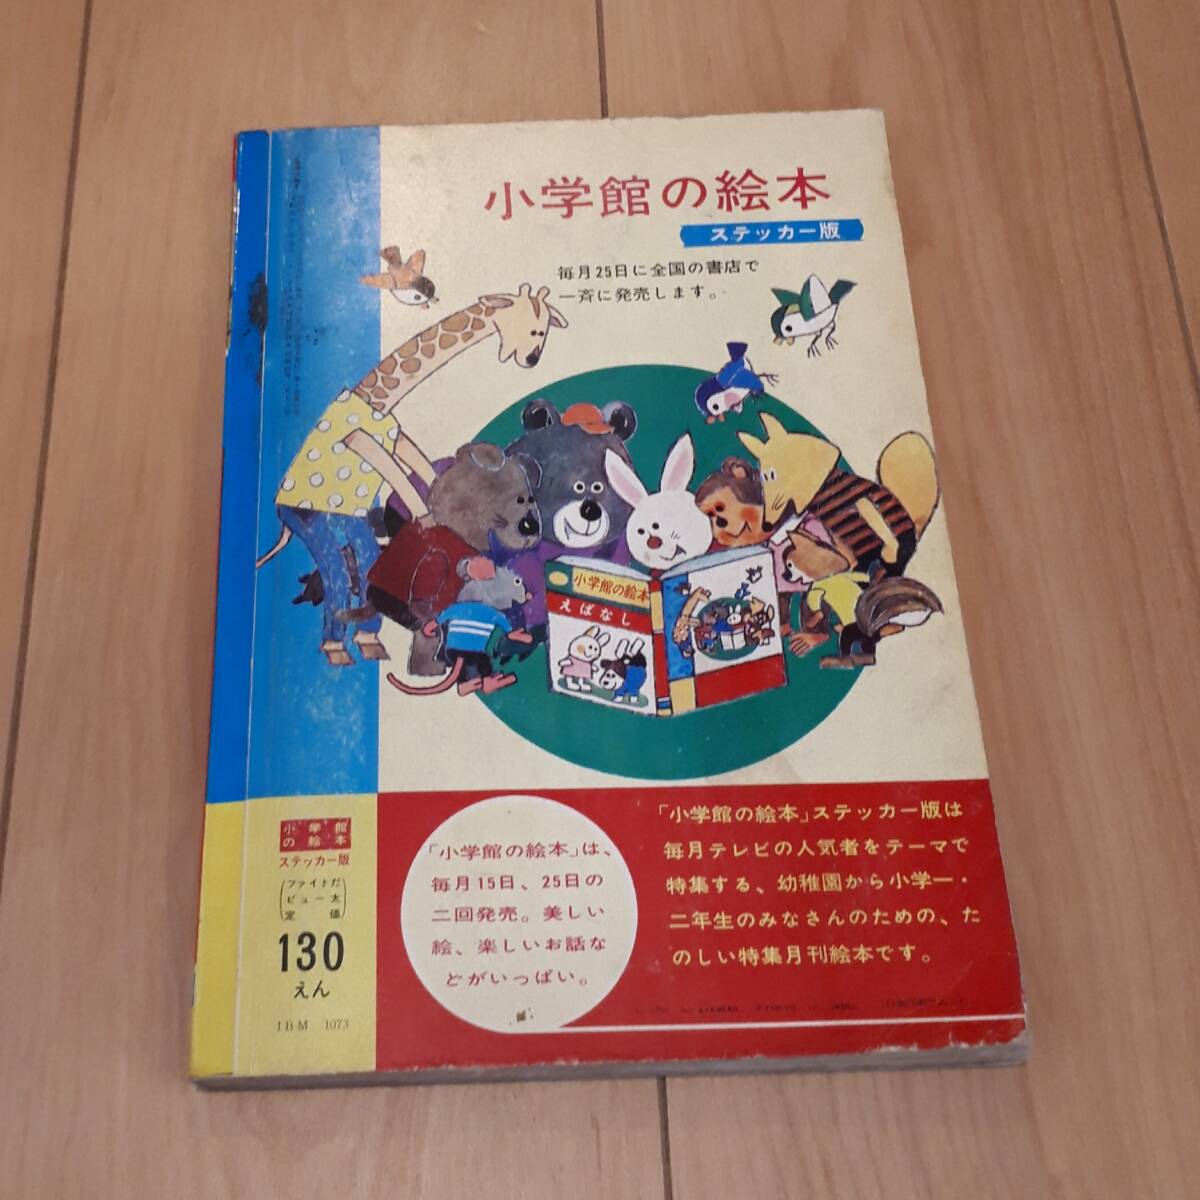 小学館の絵本
ステッカー版
毎月25日に全国の書店で
一斉に発売します。
小学館の絵本
えばなし
小学館
の絵本
ステッカー版
ファイトだ
ピュー太
定価
130
えん
IBM 1073
「小学館の絵本」は、
毎月15日、25日の
二回発売。美しい
絵、楽しいお話な
どがいっぱい。
「小学館の絵本」ステッカー版は
毎月テレビの人気者をテーマで
特集する、幼稚園から小学一・
二年生のみなさんのための、た
のしい特集月刊絵本です。